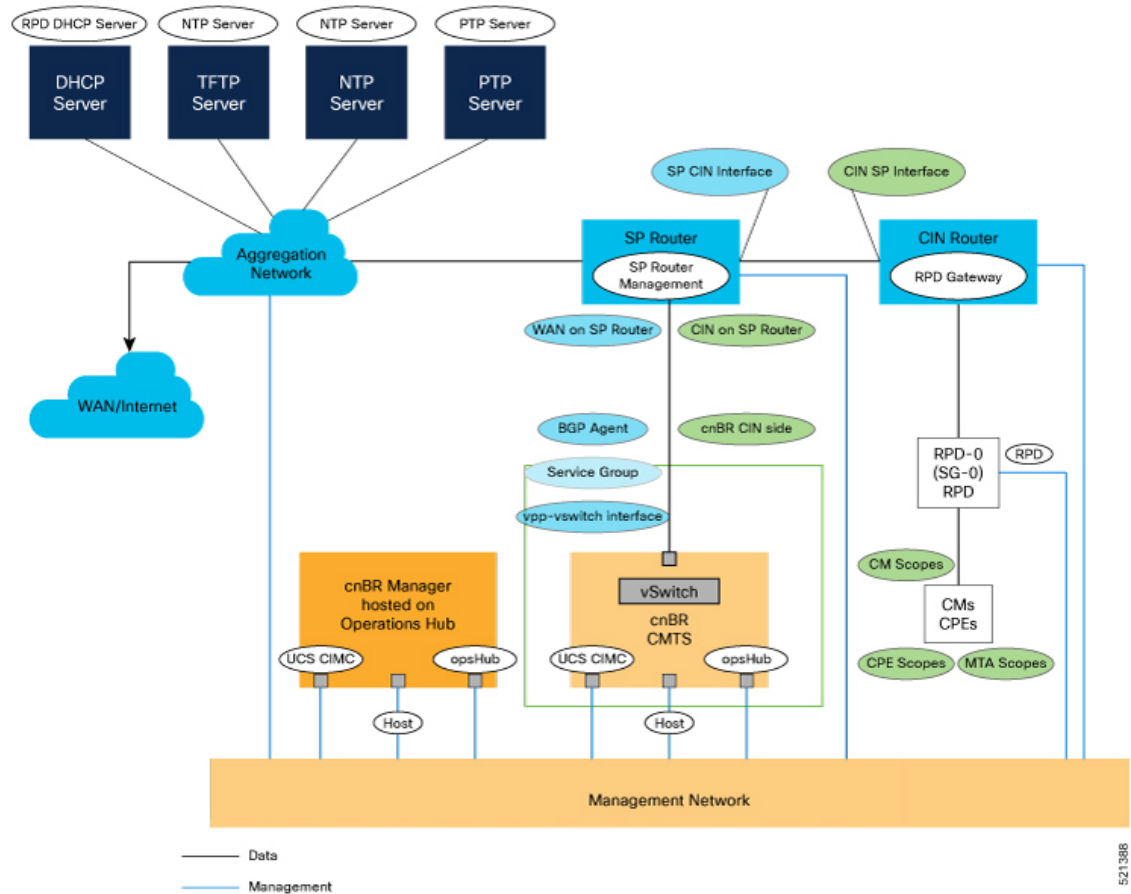 RPD DHCP Server
NTP Server
NTP Server
PTP Server
DHCP
Server
TFTP
Server
NTP
Server
PTP
Server
SP CIN Interface
CIN SP Interface
Aggregation
Network
SP Router
SP Router
Management
CIN Router
RPD Gateway
WAN on SP Router
CIN on SP Router
WAN/Internet
BGP Agent
cnBR CIN side
Service Group
vpp-vswitch interface
RPD-0
(SG-0)
RPD
RPD
cnBR Manager
hosted on
Operations Hub
UCS CIMC
opsHub
Host
vSwitch
cnBR
CMTS
UCS CIMC
opsHub
Host
CM Scopes
CMs
CPEs
CPE Scopes
MTA Scopes
Management Network
Data
Management
521388